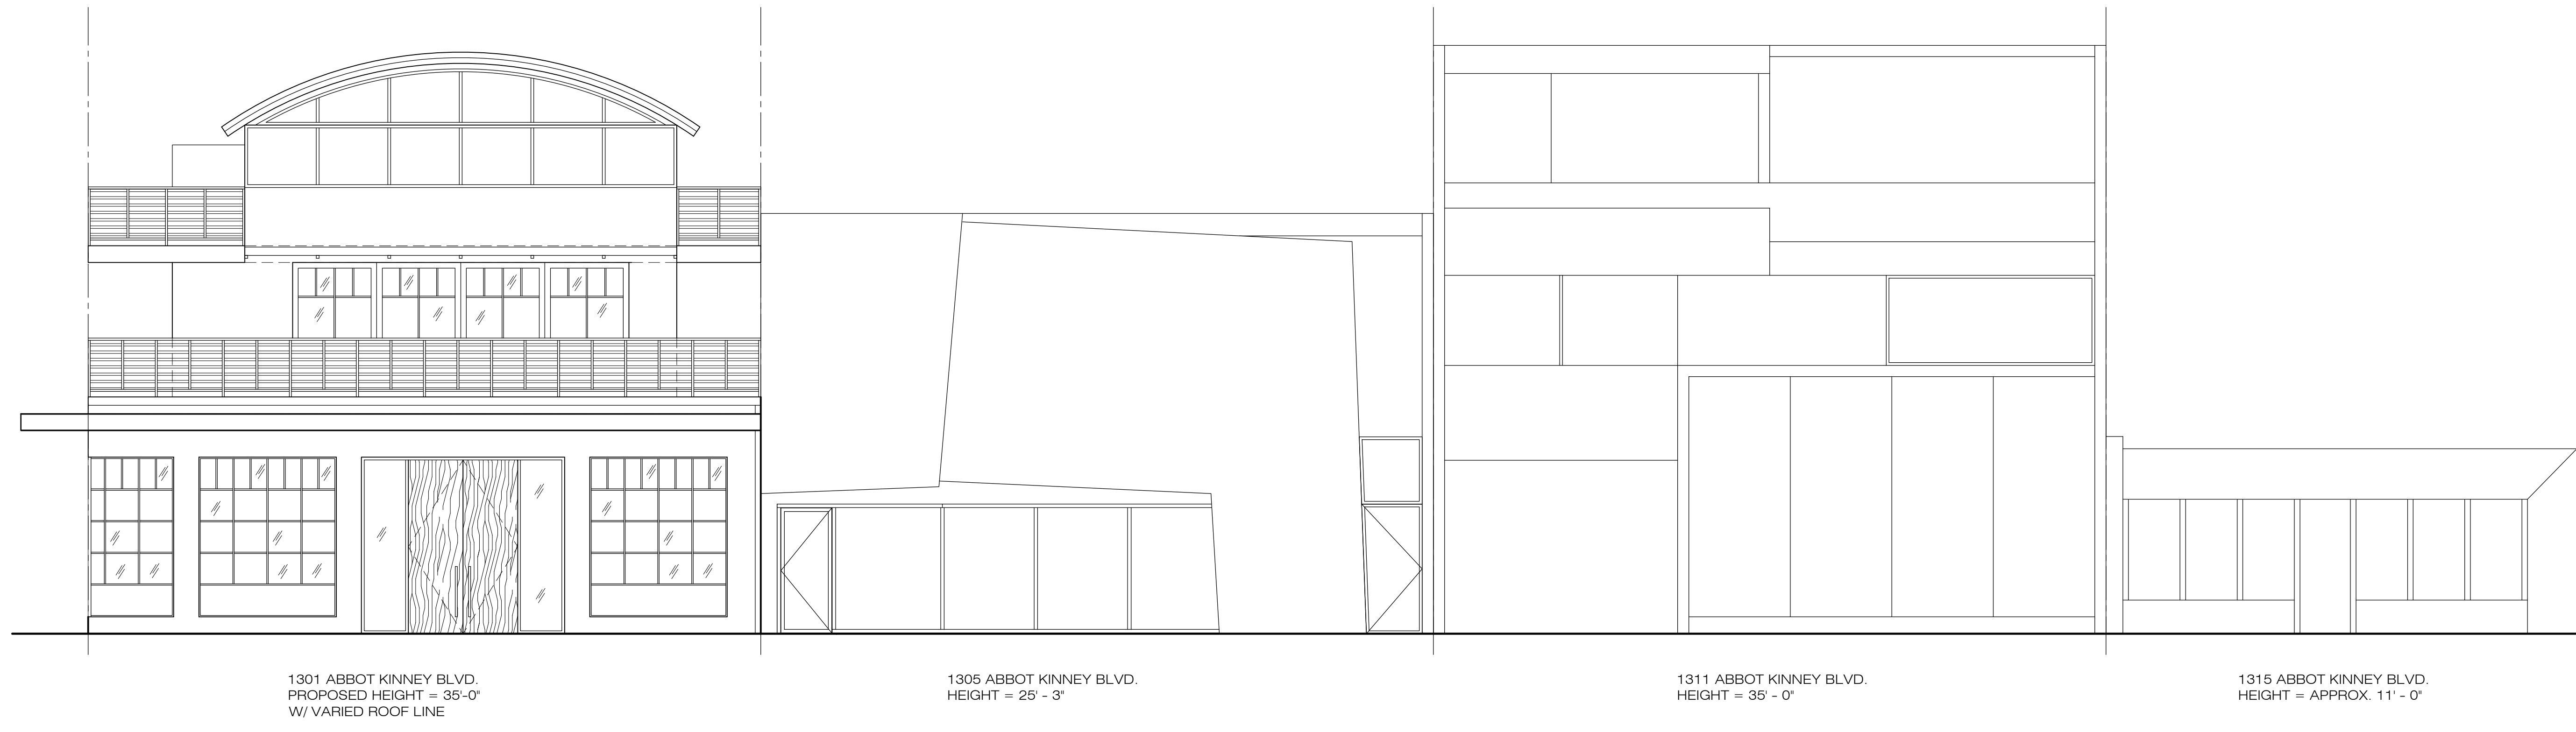 1301 ABBOT KINNEY BLVD.
PROPOSED HEIGHT = 35'-0"
W/ VARIED ROOF LINE
1305 ABBOT KINNEY BLVD.
HEIGHT = 25' - 3"
1311 ABBOT KINNEY BLVD.
HEIGHT = 35' - 0"
1315 ABBOT KINNEY BLVD.
HEIGHT = APPROX. 11' - 0"